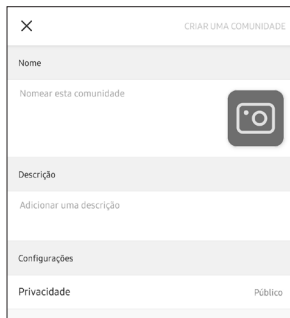 CRIAR UMA COMUNIDADE
Nome
Nomear esta comunidade
Descrição
Adicionar uma descrição
Configurações
Privacidade Público